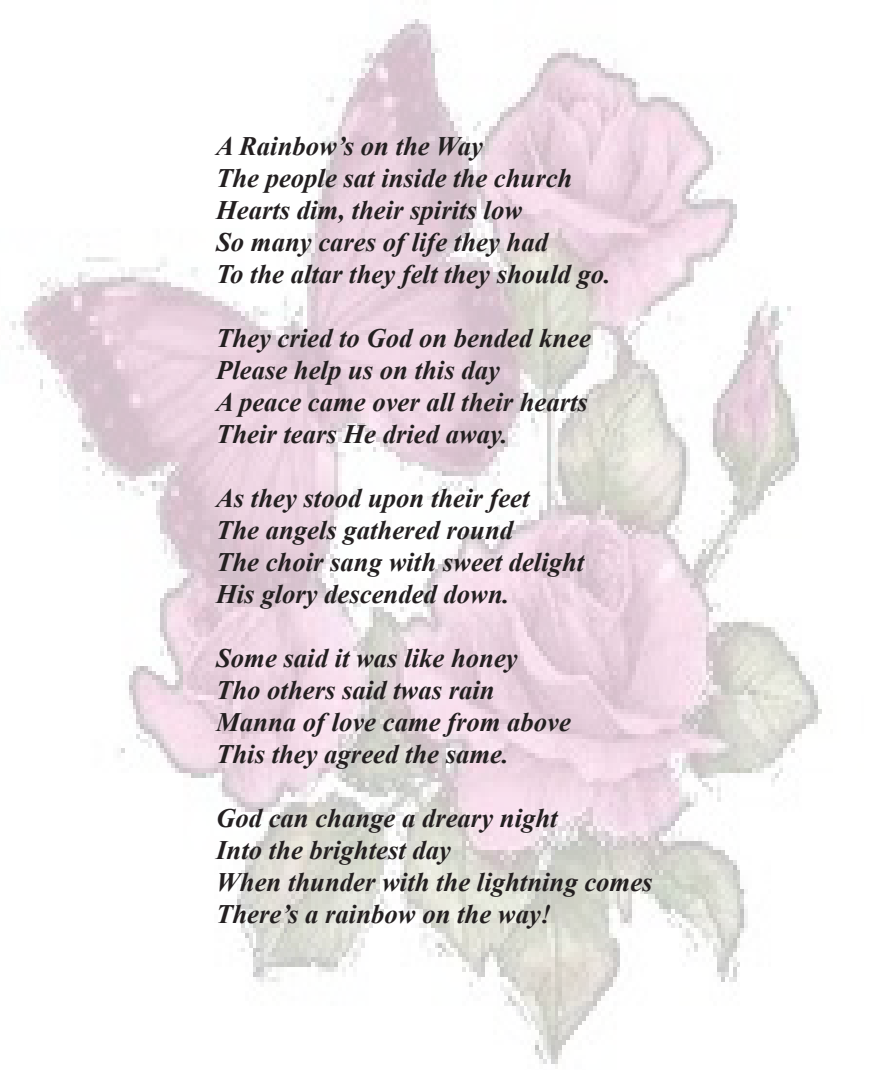 A Rainbow's on the Way
The people sat inside the church
Hearts dim, their spirits low
So many cares of life they had
To the altar they felt they should go.

They cried to God on bended knee
Please help us on this day
A peace came over all their hearts
Their tears He dried away.

As they stood upon their feet
The angels gathered round
The choir sang with sweet delight
His glory descended down.

Some said it was like honey
Tho others said twas rain
Manna of love came from above
This they agreed the same.

God can change a dreary night
Into the brightest day
When thunder with the lightning comes
There's a rainbow on the way!